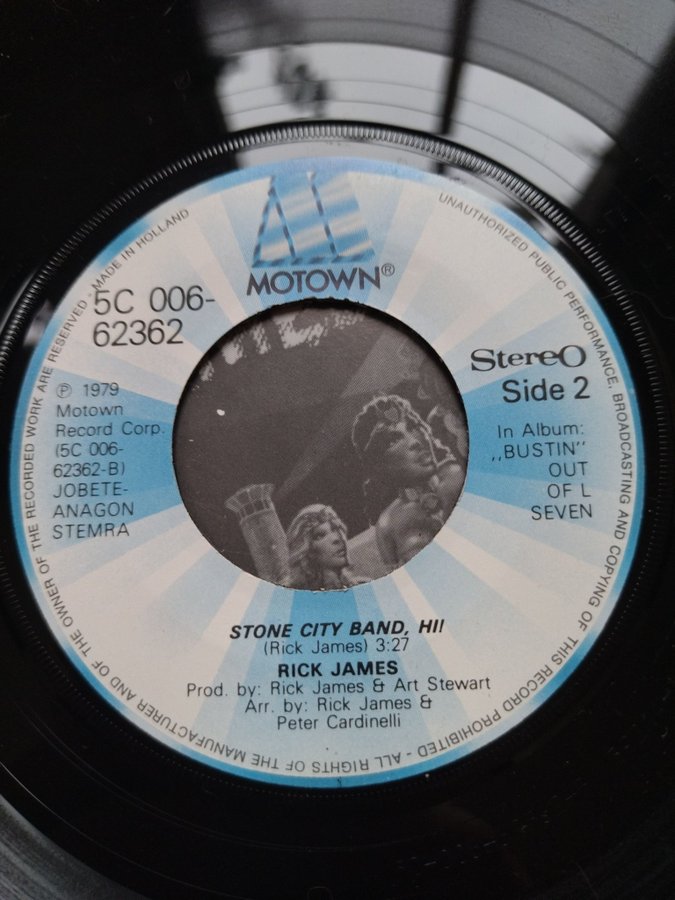 MOTOWN®
5C 006-
62362
℗ 1979
Motown
Record Corp.
(5C 006-
62362-B)
JOBETE-
ANAGON
STEMRA
StereO
Side 2
In Album:
,,BUSTIN"
OUT
OF L
SEVEN
STONE CITY BAND, HI!
(Rick James) 3:27
RICK JAMES
Prod. by: Rick James & Art Stewart
Arr. by: Rick James &
Peter Cardinelli
UNAUTHORIZED PUBLIC PERFORMANCE, BROADCASTING AND COPYING OF THIS RECORD PROHIBITED - ALL RIGHTS OF THE MANUFACTURER AND OF THE OWNER OF THE RECORDED WORK ARE RESERVED - MADE IN HOLLAND